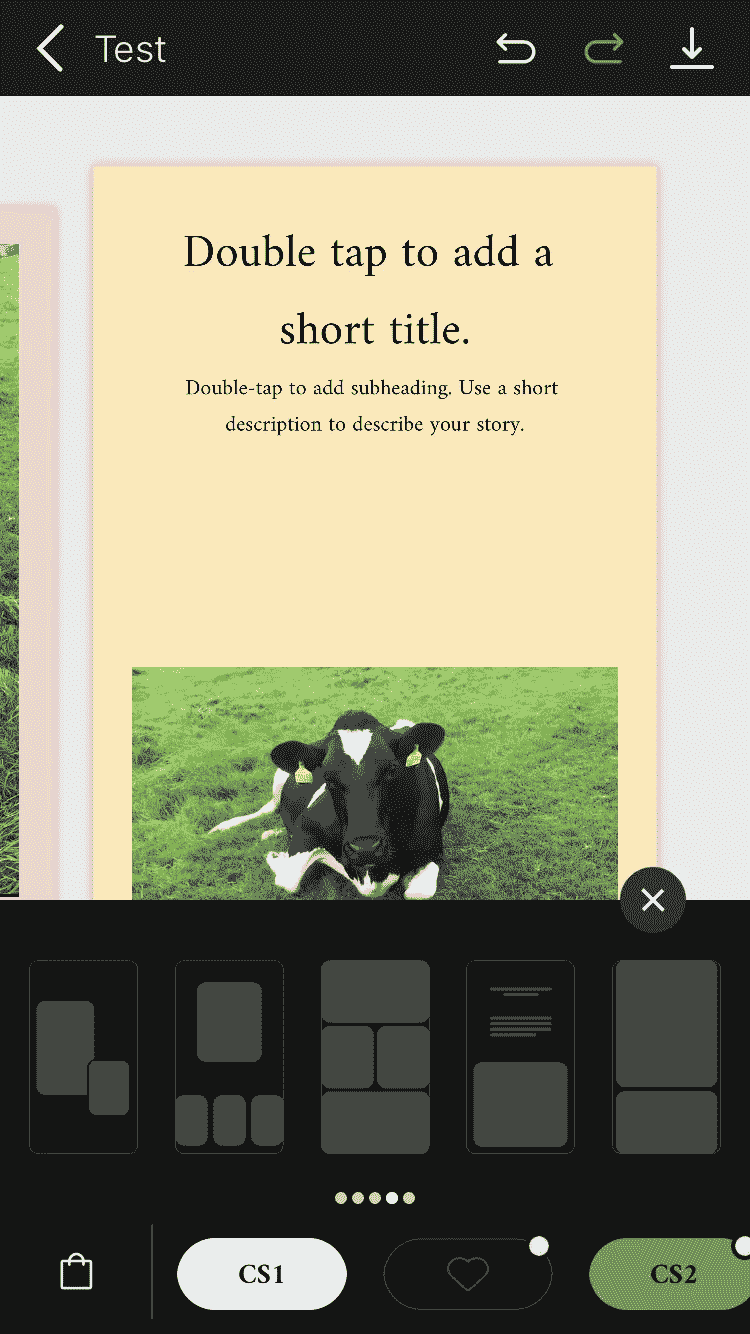 Test
Double tap to add a
short title.
Double-tap to add subheading. Use a short
description to describe your story.
CS1
CS2